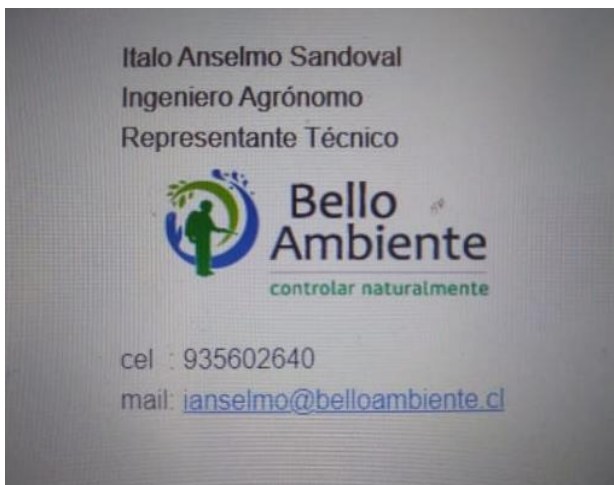 Italo Anselmo Sandoval
Ingeniero Agrónomo
Representante Técnico
Bello
Ambiente
controlar naturalmente
cel : 935602640
mail: ianselmo@belloambiente.cl